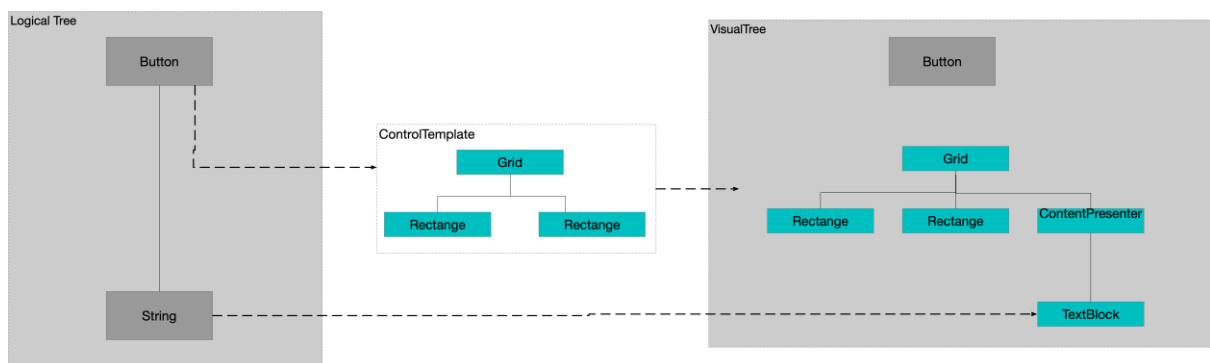 Logical Tree
Button
String
ControlTemplate
Grid
Rectange
Rectange
VisualTree
Button
Grid
Rectange
Rectange
ContentPresenter
TextBlock